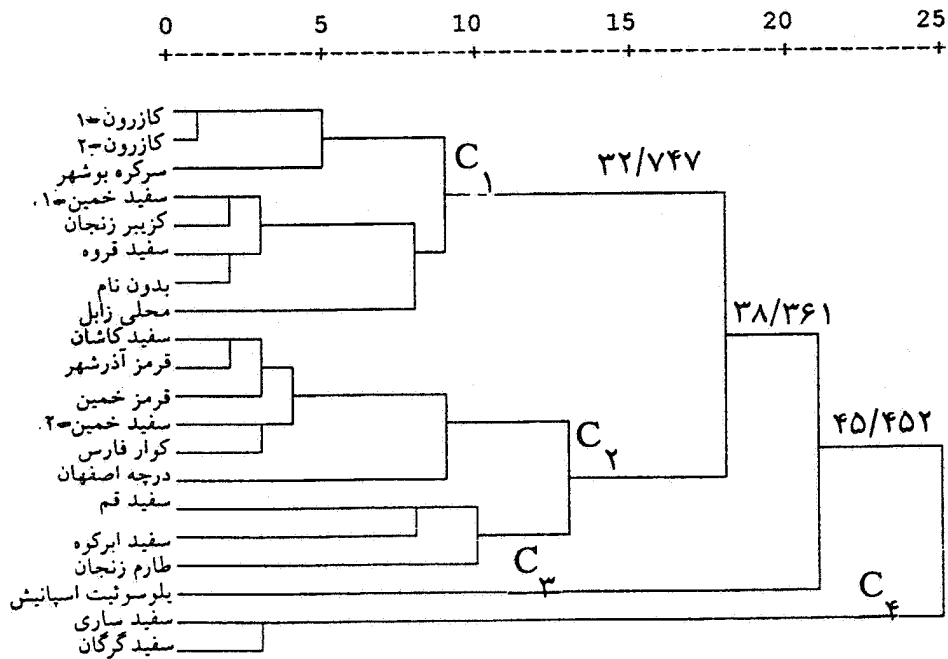 0 5 10 15 20 25
کازرون-۱
کازرون-۲
سرکره بوشهر
سفید خمین-۱
کزیبر زنجان
سفید قروه
بدون نام
محلی زابل
سفید کاشان
قرمز آذرشهر
قرمز خمین
سفید خمین-۲
کوار فارس
درچه اصفهان
سفید قم
سفید ابرکوه
طارم زنجان
یلوسوئیت اسپانیش
سفید ساری
سفید گرگان
C۱
۳۲/۷۴۷
۳۸/۳۶۱
۴۵/۴۵۲
C۲
C۳
C۴